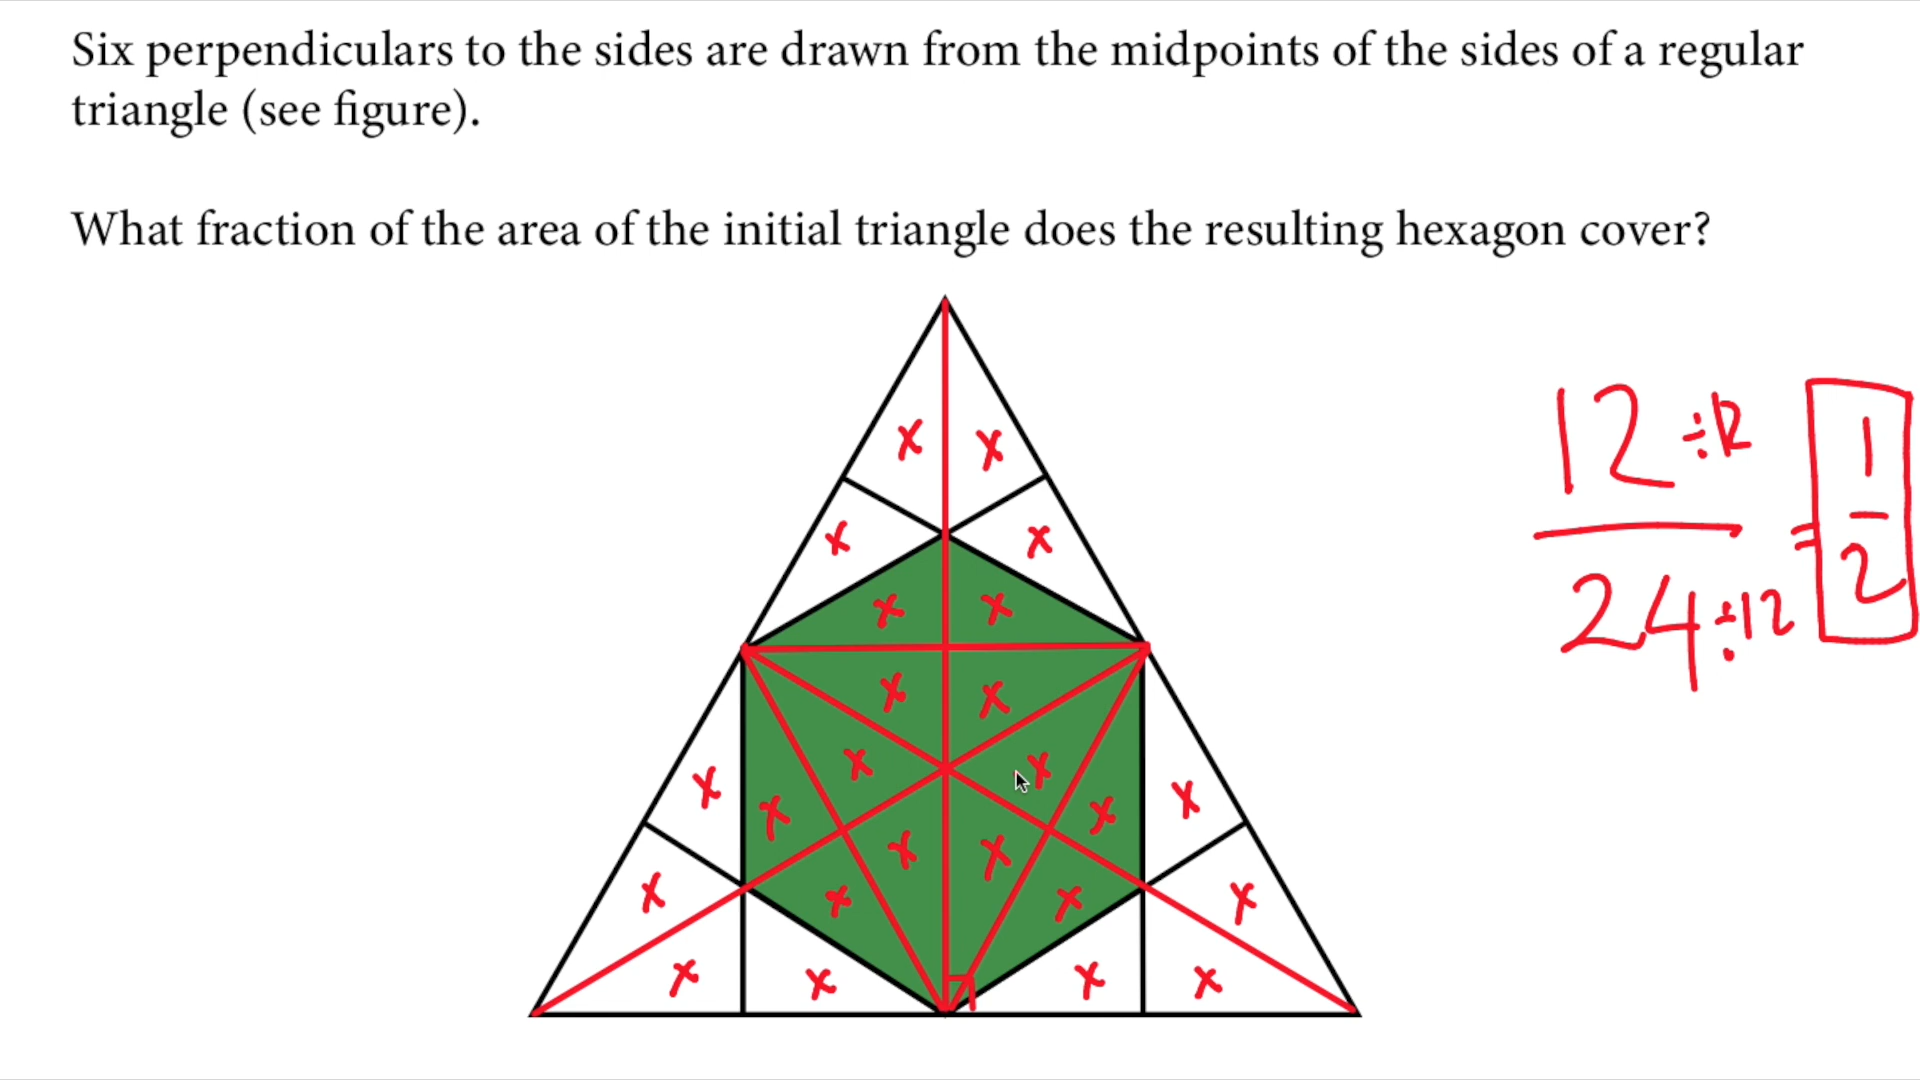 Six perpendiculars to the sides are drawn from the midpoints of the sides of a regular
triangle (see figure).
What fraction of the area of the initial triangle does the resulting hexagon cover?
x x
x x
x x
x x
x x
x x x x
x x
x x x x
x x x x
12 ÷12
24 ÷12
= 1
2